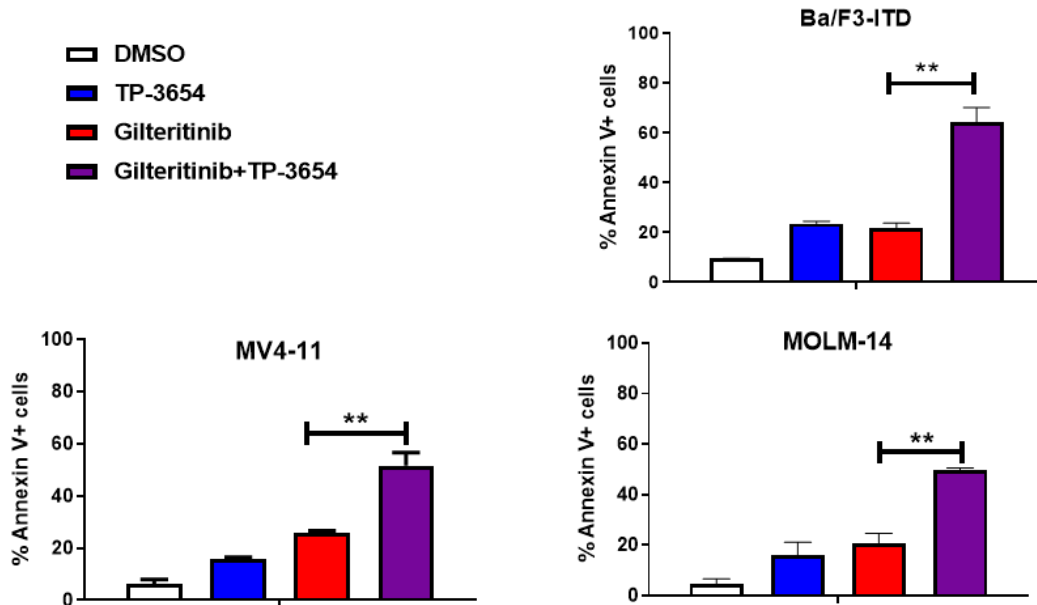 DMSO
TP-3654
Gilteritinib
Gilteritinib+TP-3654
Ba/F3-ITD
% Annexin V+ cells
100
80
60
40
20
0
**
MV4-11
% Annexin V+ cells
100
80
60
40
20
0
**
MOLM-14
% Annexin V+ cells
100
80
60
40
20
0
**